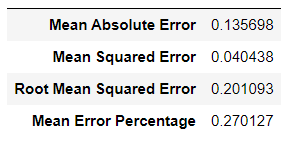 Mean Absolute Error 0.135698
Mean Squared Error 0.040438
Root Mean Squared Error 0.201093
Mean Error Percentage 0.270127